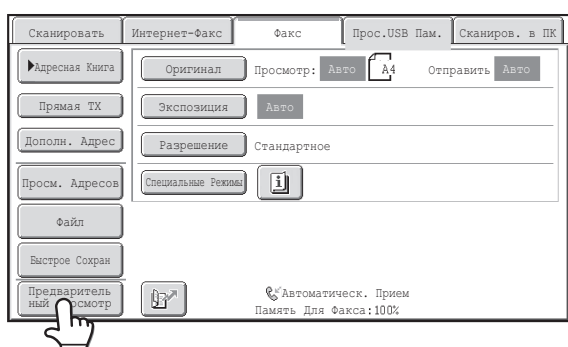 Сканировать Интернет-Факс Факс Прос.USB Пам. Сканиров. в ПК
Адресная Книга
Оригинал Просмотр: Авто A4 Отправить Авто
Прямая TX
Экспозиция Авто
Дополн. Адрес
Разрешение Стандартное
Просм. Адресов
Специальные Режимы
Файл
Быстрое Сохран
Предваритель
ный
Автоматическ. Прием
Память Для Факса:100%